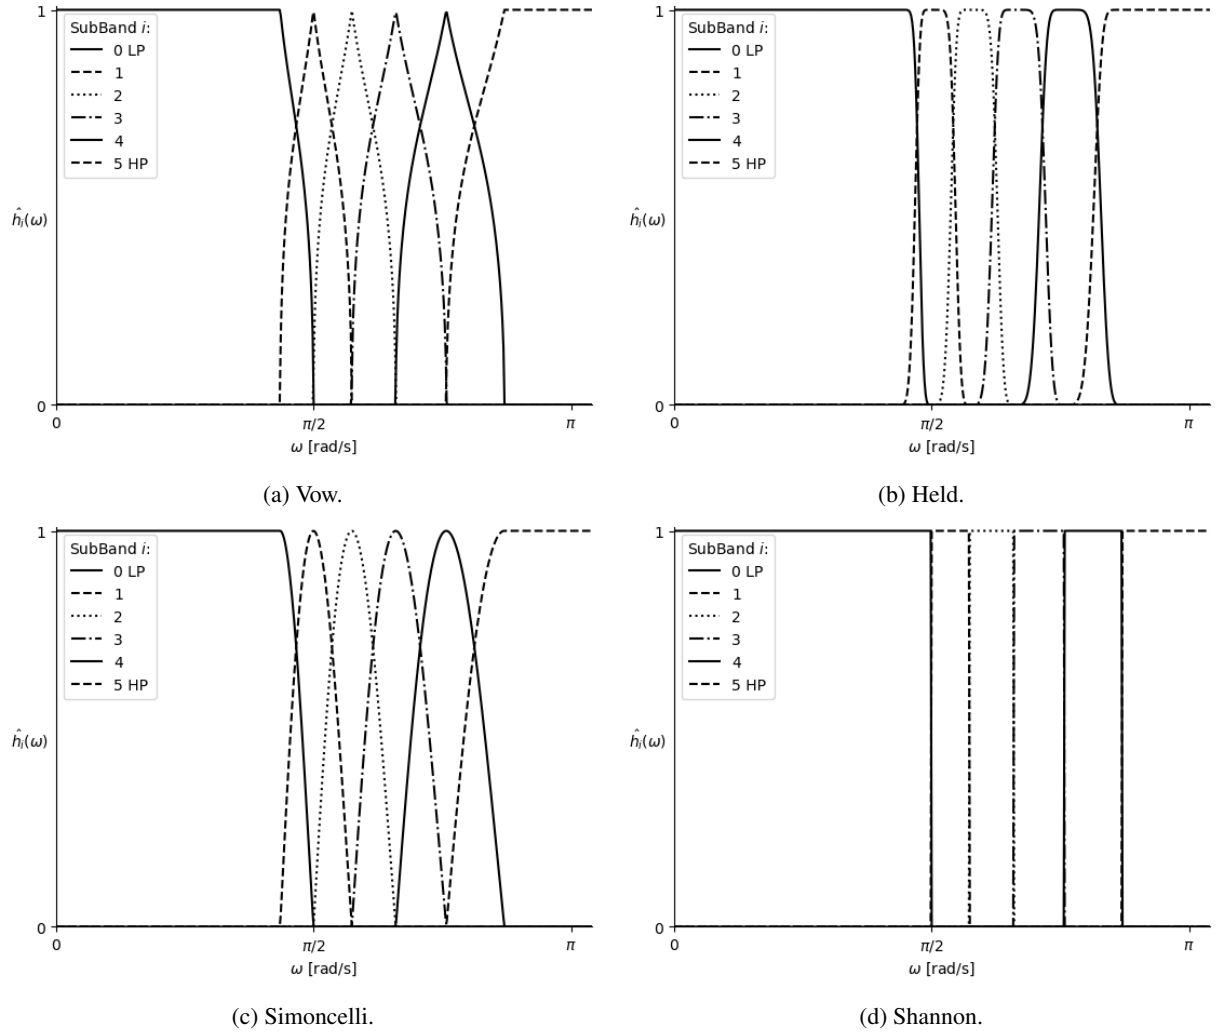 1
SubBand i:
0 LP
1
2
3
4
5 HP
ĥᵢ(ω)
0
0
π/2
π
ω [rad/s]
(a) Vow.
1
SubBand i:
0 LP
1
2
3
4
5 HP
ĥᵢ(ω)
0
0
π/2
π
ω [rad/s]
(b) Held.
1
SubBand i:
0 LP
1
2
3
4
5 HP
ĥᵢ(ω)
0
0
π/2
π
ω [rad/s]
(c) Simoncelli.
1
SubBand i:
0 LP
1
2
3
4
5 HP
ĥᵢ(ω)
0
0
π/2
π
ω [rad/s]
(d) Shannon.